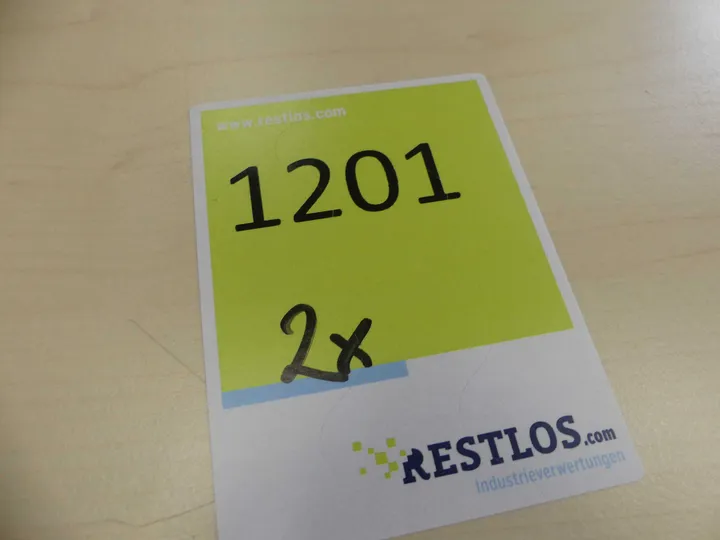 www.restlos.com
1201
2x
RESTLOS.com
Industrieverwertungen